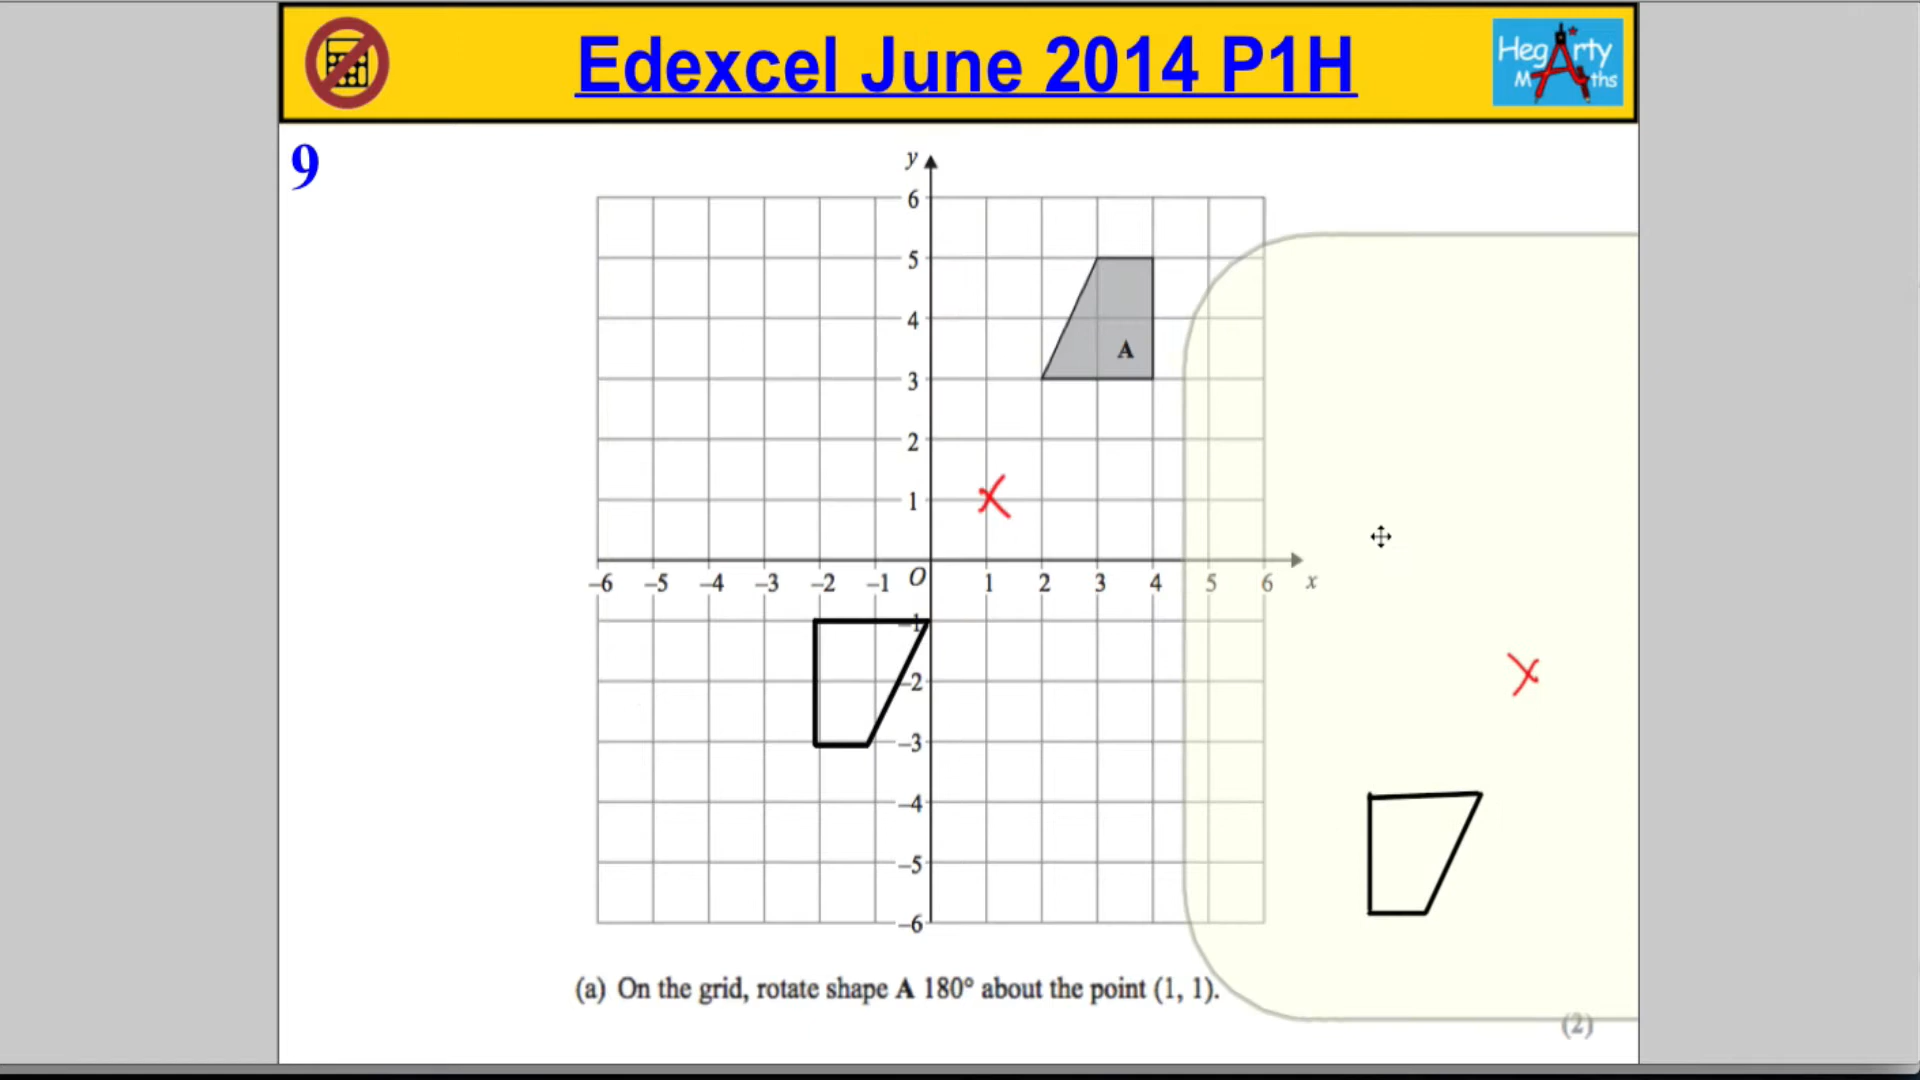 Edexcel June 2014 P1H
Hegarty
Maths
9
y
6
5
4
A
3
2
1
–6 –5 –4 –3 –2 –1 O 1 2 3 4 5 6 x
–1
–2
–3
–4
–5
–6
(a) On the grid, rotate shape A 180° about the point (1, 1).
(2)